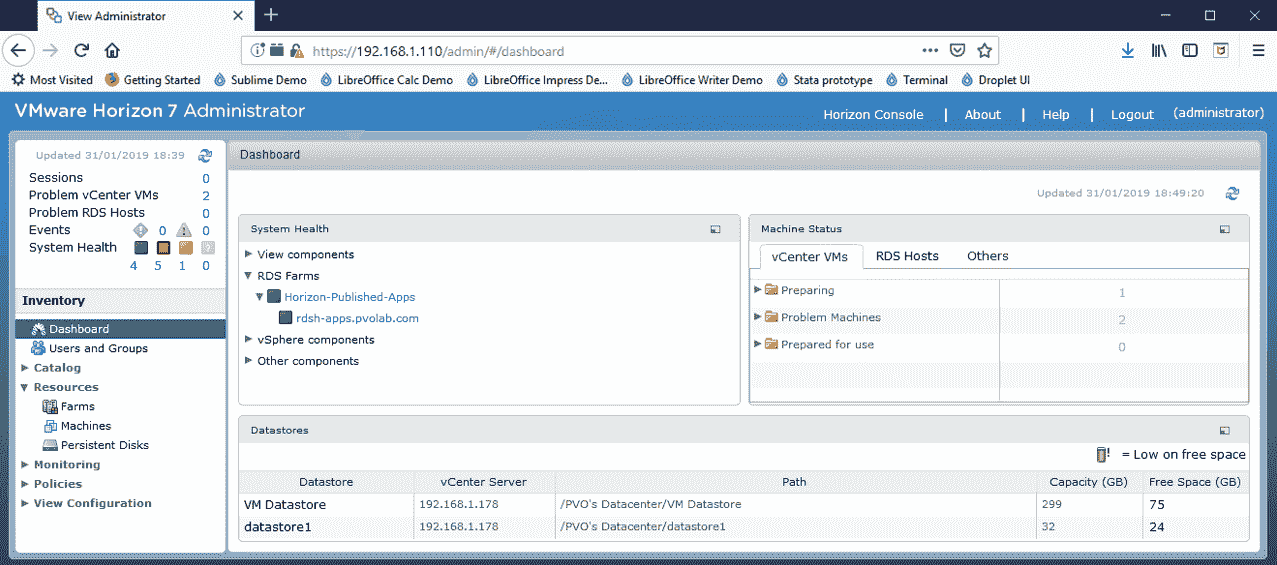 View Administrator
https://192.168.1.110/admin/#/dashboard
Most Visited Getting Started Sublime Demo LibreOffice Calc Demo LibreOffice Impress De... LibreOffice Writer Demo Stata prototype Terminal Droplet UI
VMware Horizon 7 Administrator
Horizon Console | About | Help | Logout (administrator)
Updated 31/01/2019 18:39
Sessions 0
Problem vCenter VMs 2
Problem RDS Hosts 0
Events 0 0
System Health
4 5 1 0
Inventory
Dashboard
Users and Groups
Catalog
Resources
Farms
Machines
Persistent Disks
Monitoring
Policies
View Configuration
Dashboard
Updated 31/01/2019 18:49:20
System Health
View components
RDS Farms
Horizon-Published-Apps
rdsh-apps.pvolab.com
vSphere components
Other components
Machine Status
vCenter VMs RDS Hosts Others
Preparing 1
Problem Machines 2
Prepared for use 0
Datastores
! = Low on free space
Datastore vCenter Server Path Capacity (GB) Free Space (GB)
VM Datastore 192.168.1.178 /PVO's Datacenter/VM Datastore 299 75
datastore1 192.168.1.178 /PVO's Datacenter/datastore1 32 24